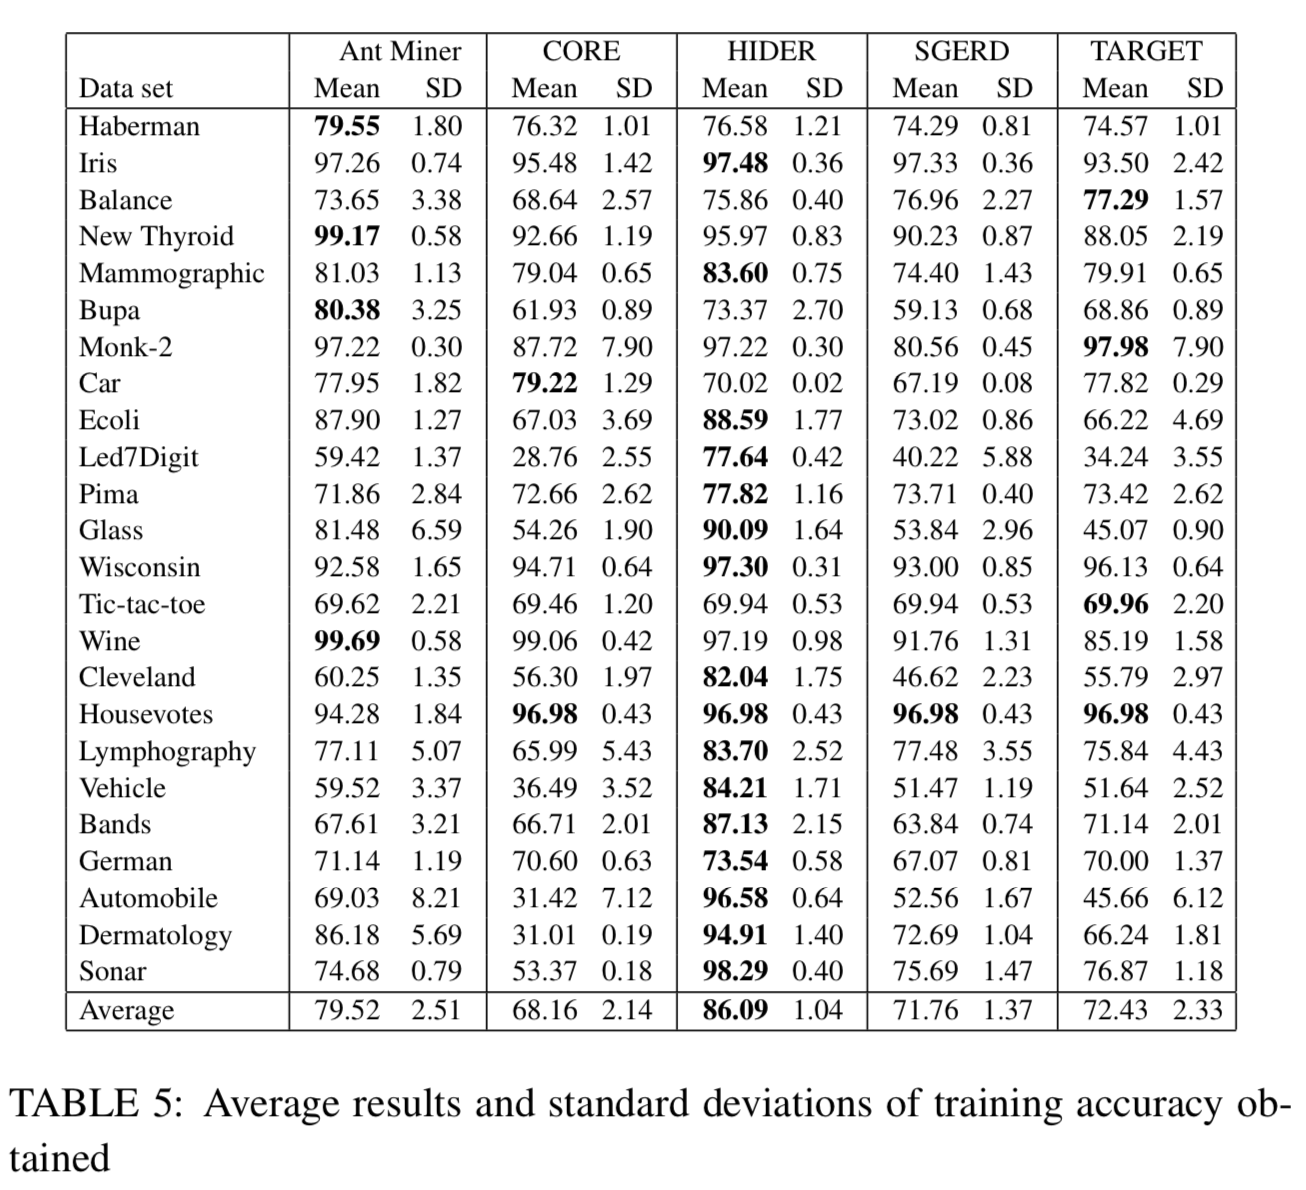 Ant Miner CORE HIDER SGERD TARGET
Data set Mean SD Mean SD Mean SD Mean SD Mean SD
Haberman 79.55 1.80 76.32 1.01 76.58 1.21 74.29 0.81 74.57 1.01
Iris 97.26 0.74 95.48 1.42 97.48 0.36 97.33 0.36 93.50 2.42
Balance 73.65 3.38 68.64 2.57 75.86 0.40 76.96 2.27 77.29 1.57
New Thyroid 99.17 0.58 92.66 1.19 95.97 0.83 90.23 0.87 88.05 2.19
Mammographic 81.03 1.13 79.04 0.65 83.60 0.75 74.40 1.43 79.91 0.65
Bupa 80.38 3.25 61.93 0.89 73.37 2.70 59.13 0.68 68.86 0.89
Monk-2 97.22 0.30 87.72 7.90 97.22 0.30 80.56 0.45 97.98 7.90
Car 77.95 1.82 79.22 1.29 70.02 0.02 67.19 0.08 77.82 0.29
Ecoli 87.90 1.27 67.03 3.69 88.59 1.77 73.02 0.86 66.22 4.69
Led7Digit 59.42 1.37 28.76 2.55 77.64 0.42 40.22 5.88 34.24 3.55
Pima 71.86 2.84 72.66 2.62 77.82 1.16 73.71 0.40 73.42 2.62
Glass 81.48 6.59 54.26 1.90 90.09 1.64 53.84 2.96 45.07 0.90
Wisconsin 92.58 1.65 94.71 0.64 97.30 0.31 93.00 0.85 96.13 0.64
Tic-tac-toe 69.62 2.21 69.46 1.20 69.94 0.53 69.94 0.53 69.96 2.20
Wine 99.69 0.58 99.06 0.42 97.19 0.98 91.76 1.31 85.19 1.58
Cleveland 60.25 1.35 56.30 1.97 82.04 1.75 46.62 2.23 55.79 2.97
Housevotes 94.28 1.84 96.98 0.43 96.98 0.43 96.98 0.43 96.98 0.43
Lymphography 77.11 5.07 65.99 5.43 83.70 2.52 77.48 3.55 75.84 4.43
Vehicle 59.52 3.37 36.49 3.52 84.21 1.71 51.47 1.19 51.64 2.52
Bands 67.61 3.21 66.71 2.01 87.13 2.15 63.84 0.74 71.14 2.01
German 71.14 1.19 70.60 0.63 73.54 0.58 67.07 0.81 70.00 1.37
Automobile 69.03 8.21 31.42 7.12 96.58 0.64 52.56 1.67 45.66 6.12
Dermatology 86.18 5.69 31.01 0.19 94.91 1.40 72.69 1.04 66.24 1.81
Sonar 74.68 0.79 53.37 0.18 98.29 0.40 75.69 1.47 76.87 1.18
Average 79.52 2.51 68.16 2.14 86.09 1.04 71.76 1.37 72.43 2.33
TABLE 5: Average results and standard deviations of training accuracy ob-
tained